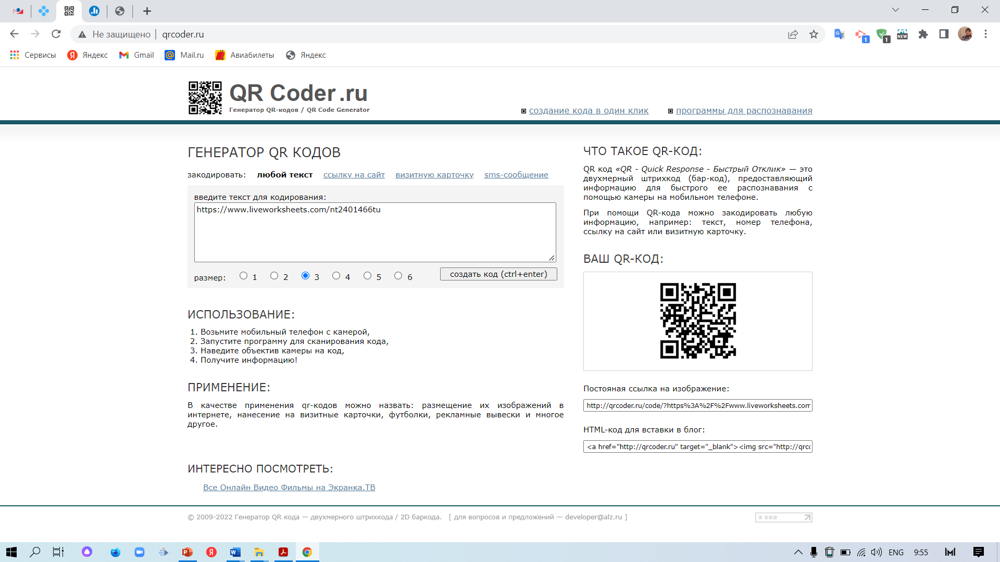 Не защищено | qrcoder.ru
1
1
NEW
Сервисы
Яндекс
Gmail
Mail.ru
Авиабилеты
Яндекс
QR Coder.ru
Генератор QR-кодов / QR Code Generator
создание кода в один клик
программы для распознавания
ГЕНЕРАТОР QR КОДОВ
закодировать: любой текст ссылку на сайт визитную карточку sms-сообщение
введите текст для кодирования:
https://www.liveworksheets.com/nt2401466tu
размер: 1 2 3 4 5 6
создать код (ctrl+enter)
ИСПОЛЬЗОВАНИЕ:
1. Возьмите мобильный телефон с камерой,
2. Запустите программу для сканирования кода,
3. Наведите объектив камеры на код,
4. Получите информацию!
ПРИМЕНЕНИЕ:
В качестве применения qr-кодов можно назвать: размещение их изображений в
интернете, нанесение на визитные карточки, футболки, рекламные вывески и многое
другое.
ИНТЕРЕСНО ПОСМОТРЕТЬ:
Все Онлайн Видео Фильмы на Экранка.ТВ
ЧТО ТАКОЕ QR-КОД:
QR код «QR - Quick Response - Быстрый Отклик» — это
двухмерный штрихкод (бар-код), предоставляющий
информацию для быстрого ее распознавания с
помощью камеры на мобильном телефоне.
При помощи QR-кода можно закодировать любую
информацию, например: текст, номер телефона,
ссылку на сайт или визитную карточку.
ВАШ QR-КОД:
Постояная ссылка на изображение:
http://qrcoder.ru/code/?https%3A%2F%2Fwww.liveworksheets.com
HTML-код для вставки в блог:
<a href="http://qrcoder.ru" target="_blank"><img src="http://qrco
© 2009-2022 Генератор QR кода — двухмерного штрихкода / 2D баркода. [ для вопросов и предложений — developer@alz.ru ]
3 392
ENG
9:55